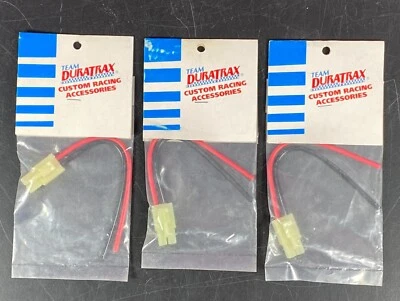 TEAM
DURATRAX
CUSTOM RACING
ACCESSORIES
TEAM
DURATRAX
CUSTOM RACING
ACCESSORIES
TEAM
DURATRAX
CUSTOM RACING
ACCESSORIES